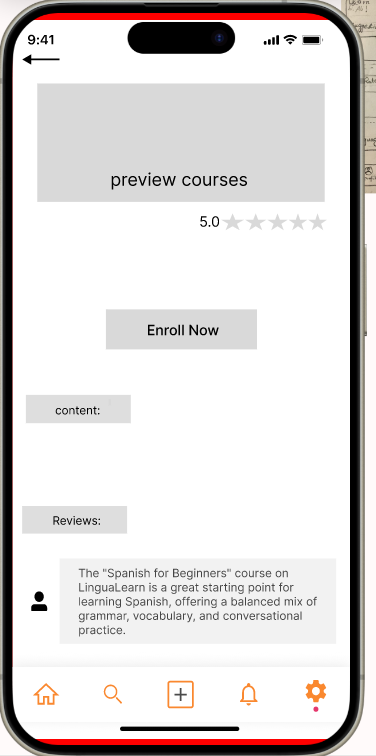 9:41
preview courses
5.0
Enroll Now
content:
Reviews:
The "Spanish for Beginners" course on
LinguaLearn is a great starting point for
learning Spanish, offering a balanced mix of
grammar, vocabulary, and conversational
practice.